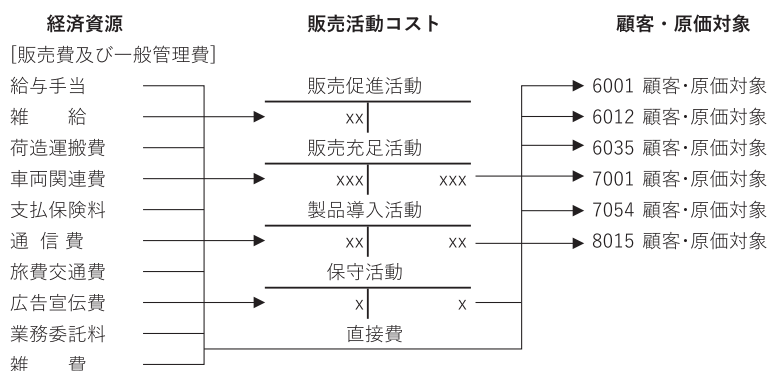 経済資源 販売活動コスト 顧客・原価対象
[販売費及び一般管理費]
給与手当 販売促進活動 6001 顧客・原価対象
雑　　給 xx 6012 顧客・原価対象
荷造運搬費 販売充足活動 6035 顧客・原価対象
車両関連費 xxx xxx 7001 顧客・原価対象
支払保険料 製品導入活動 7054 顧客・原価対象
通 信 費 xx xx 8015 顧客・原価対象
旅費交通費 保守活動
広告宣伝費 x x
業務委託料 直接費
雑　　費